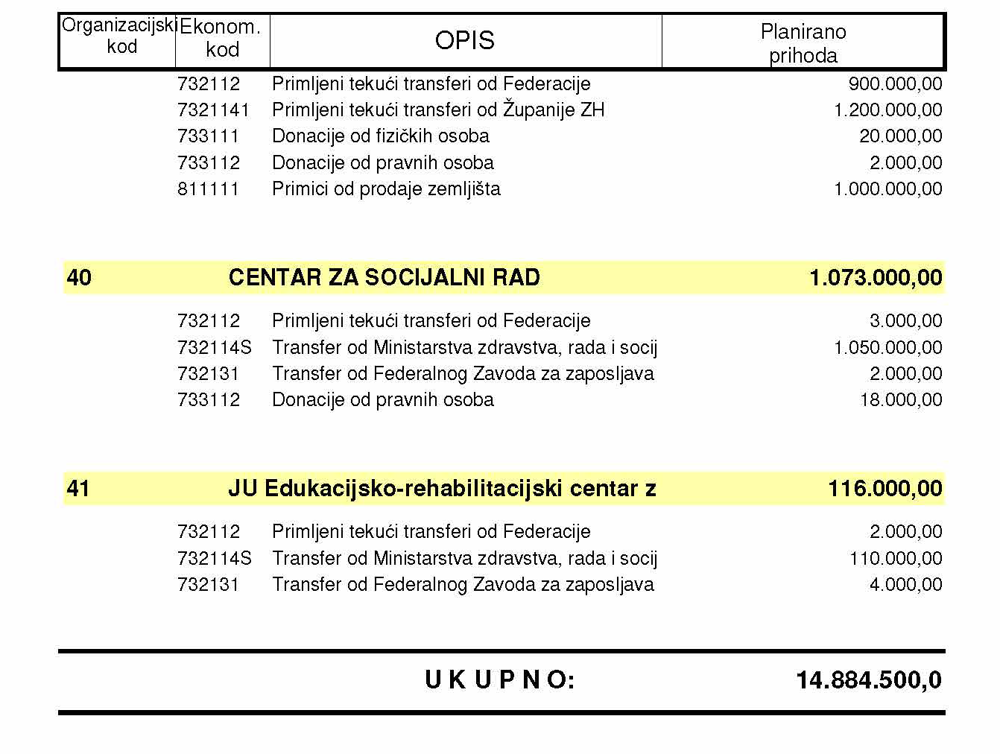 Organizacijski kod Ekonom. kod OPIS Planirano prihoda
732112 Primljeni tekući transferi od Federacije 900.000,00
7321141 Primljeni tekući transferi od Županije ZH 1.200.000,00
733111 Donacije od fizičkih osoba 20.000,00
733112 Donacije od pravnih osoba 2.000,00
811111 Primici od prodaje zemljišta 1.000.000,00
40 CENTAR ZA SOCIJALNI RAD 1.073.000,00
732112 Primljeni tekući transferi od Federacije 3.000,00
732114S Transfer od Ministarstva zdravstva, rada i socij 1.050.000,00
732131 Transfer od Federalnog Zavoda za zaposljava 2.000,00
733112 Donacije od pravnih osoba 18.000,00
41 JU Edukacijsko-rehabilitacijski centar z 116.000,00
732112 Primljeni tekući transferi od Federacije 2.000,00
732114S Transfer od Ministarstva zdravstva, rada i socij 110.000,00
732131 Transfer od Federalnog Zavoda za zaposljava 4.000,00
U K U P N O: 14.884.500,0